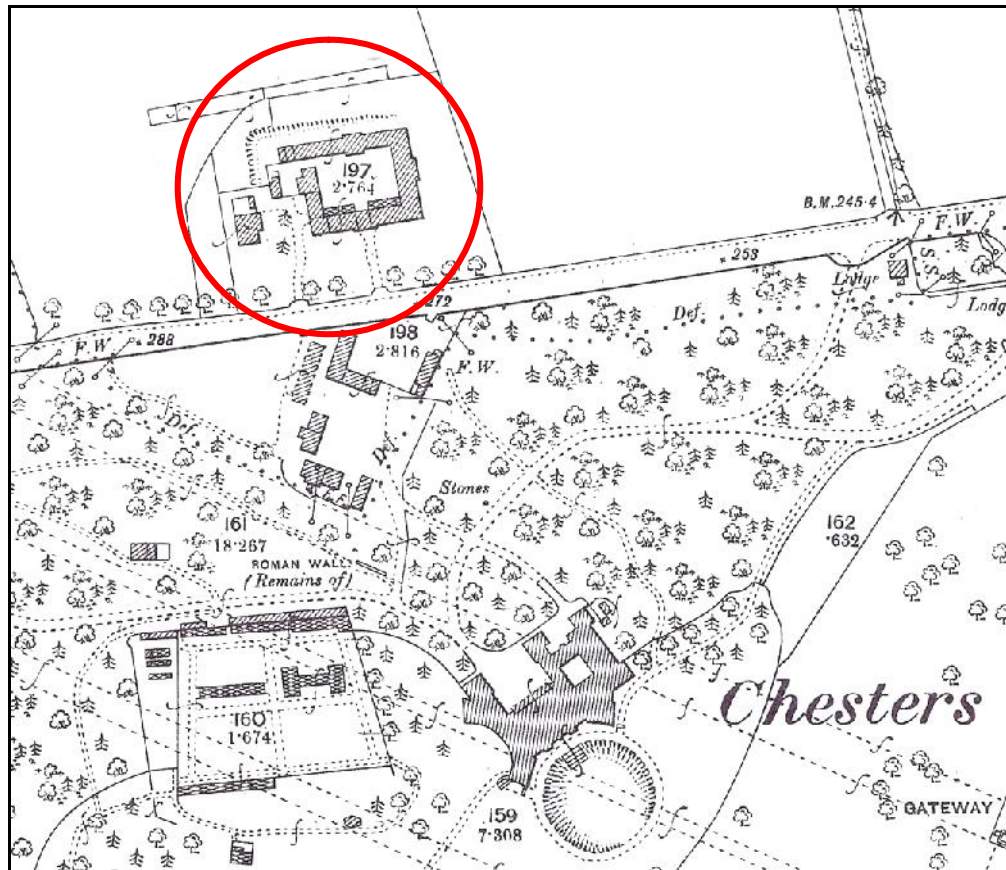 197
2·764
B.M. 245·4
F. W.
253
Lodge
S
S
Lodg
272
Def.
198
2·816
F. W.
288
F. W.
Def.
Def.
Stones
161
18·267
ROMAN WALL
(Remains of)
162
·632
Chesters
160
1·674
159
7·308
GATEWAY